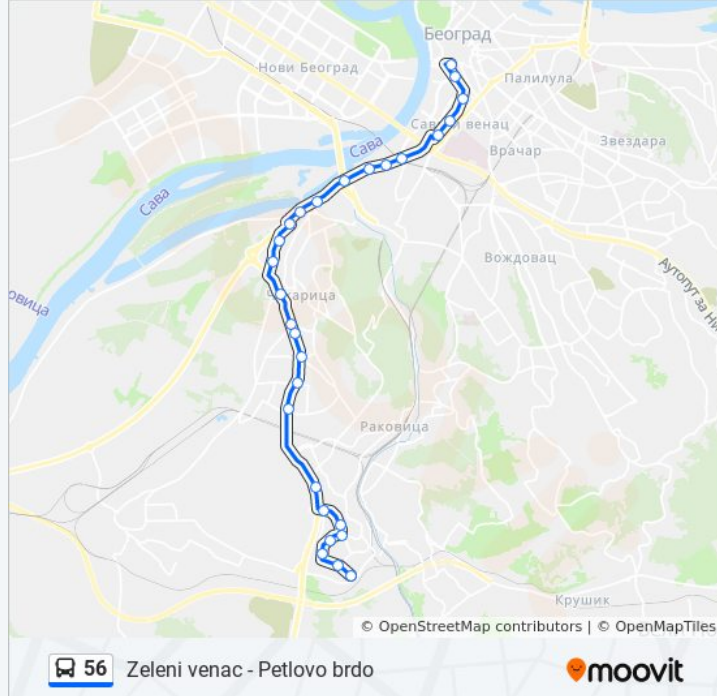 Београд
Нови Београд
Палилула
Савски венац
Звездара
Сава
Врачар
Сава
Вождовац
Аутопут за Ни
овица
Чукарица
Раковица
Крушик
© OpenStreetMap contributors | © OpenMapTiles
56 Zeleni venac - Petlovo brdo moovit